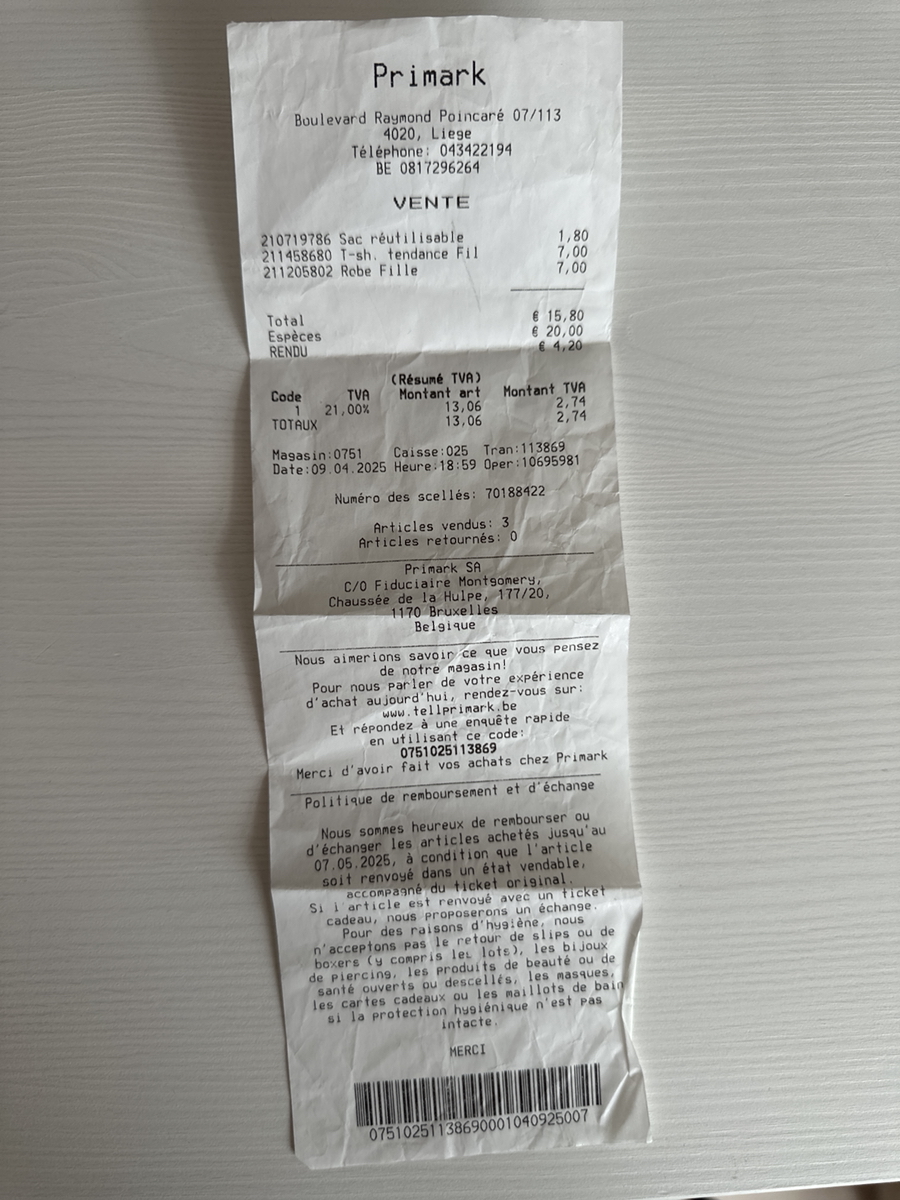 Primark
Boulevard Raymond Poincaré 07/113
4020, Liege
Téléphone: 043422194
BE 0817296264
VENTE
210719786 Sac réutilisable 1,80
211458680 T-sh. tendance Fil 7,00
211205802 Robe Fille 7,00
Total € 15,80
Espèces € 20,00
RENDU € 4,20
(Résumé TVA)
Code TVA Montant art Montant TVA
1 21,00% 13,06 2,74
TOTAUX 13,06 2,74
Magasin:0751 Caisse:025 Tran:113869
Date:09.04.2025 Heure:18:59 Oper:10695981
Numéro des scellés: 70188422
Articles vendus: 3
Articles retournés: 0
Primark SA
C/O Fiduciaire Montgomery,
Chaussée de la Hulpe, 177/20,
1170 Bruxelles
Belgique
Nous aimerions savoir ce que vous pensez
de notre magasin!
Pour nous parler de votre expérience
d'achat aujourd'hui, rendez-vous sur:
www.tellprimark.be
Et répondez à une enquête rapide
en utilisant ce code:
0751025113869
Merci d'avoir fait vos achats chez Primark
Politique de remboursement et d'échange
Nous sommes heureux de rembourser ou
d'échanger les articles achetés jusqu'au
07.05.2025, à condition que l'article
soit renvoyé dans un état vendable,
accompagné du ticket original.
Si l'article est renvoyé avec un ticket
cadeau, nous proposerons un échange.
Pour des raisons d'hygiène, nous
n'acceptons pas le retour de slips ou de
boxers (y compris les lots), les bijoux
de piercing, les produits de beauté ou de
santé ouverts ou descellés, les masques,
les cartes cadeaux ou les maillots de bain
si la protection hygiénique n'est pas
intacte.
MERCI
07510251138690001040925007